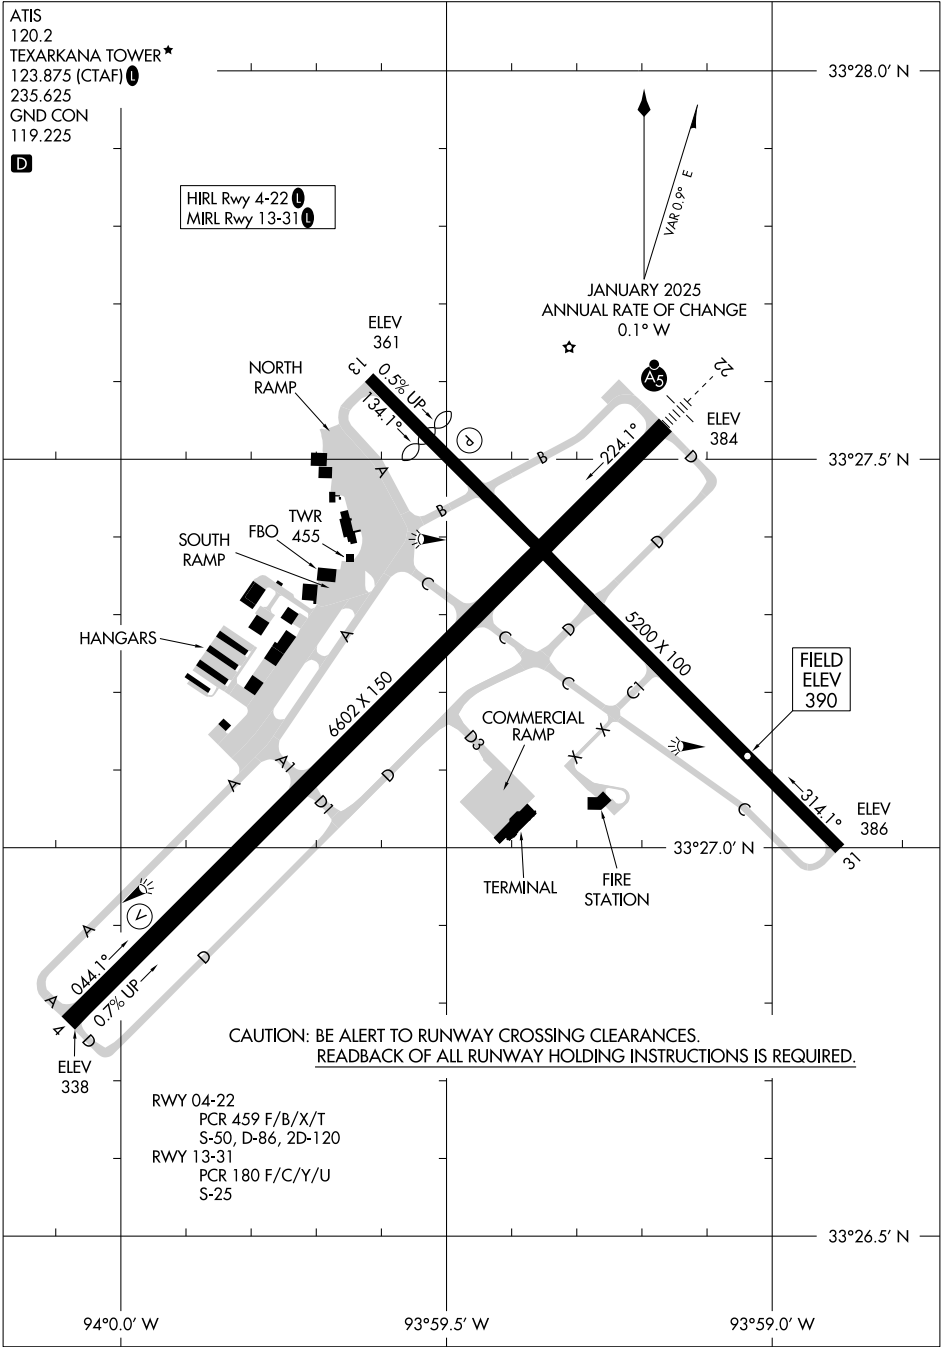 ATIS
120.2
TEXARKANA TOWER
123.875 (CTAF) L
235.625
GND CON
119.225
D
33°28.0' N
HIRL Rwy 4-22 L
MIRL Rwy 13-31 L
VAR 0.9° E
JANUARY 2025
ANNUAL RATE OF CHANGE
0.1° W
ELEV
361
13
0.5% UP
134.1°
NORTH
RAMP
A5
22
ELEV
384
224.1°
P
33°27.5' N
A
B
B
D
D
TWR
455
FBO
SOUTH
RAMP
C
C
D
A
HANGARS
5200 X 100
C
C1
FIELD
ELEV
390
6602 X 150
COMMERCIAL
RAMP
D3
X
X
A
A1
D1
D
C
314.1°
ELEV
386
33°27.0' N
31
TERMINAL
FIRE
STATION
V
A
D
044.1°
0.7% UP
A
4
D
ELEV
338
CAUTION: BE ALERT TO RUNWAY CROSSING CLEARANCES.
READBACK OF ALL RUNWAY HOLDING INSTRUCTIONS IS REQUIRED.
RWY 04-22
PCR 459 F/B/X/T
S-50, D-86, 2D-120
RWY 13-31
PCR 180 F/C/Y/U
S-25
33°26.5' N
94°0.0' W
93°59.5' W
93°59.0' W